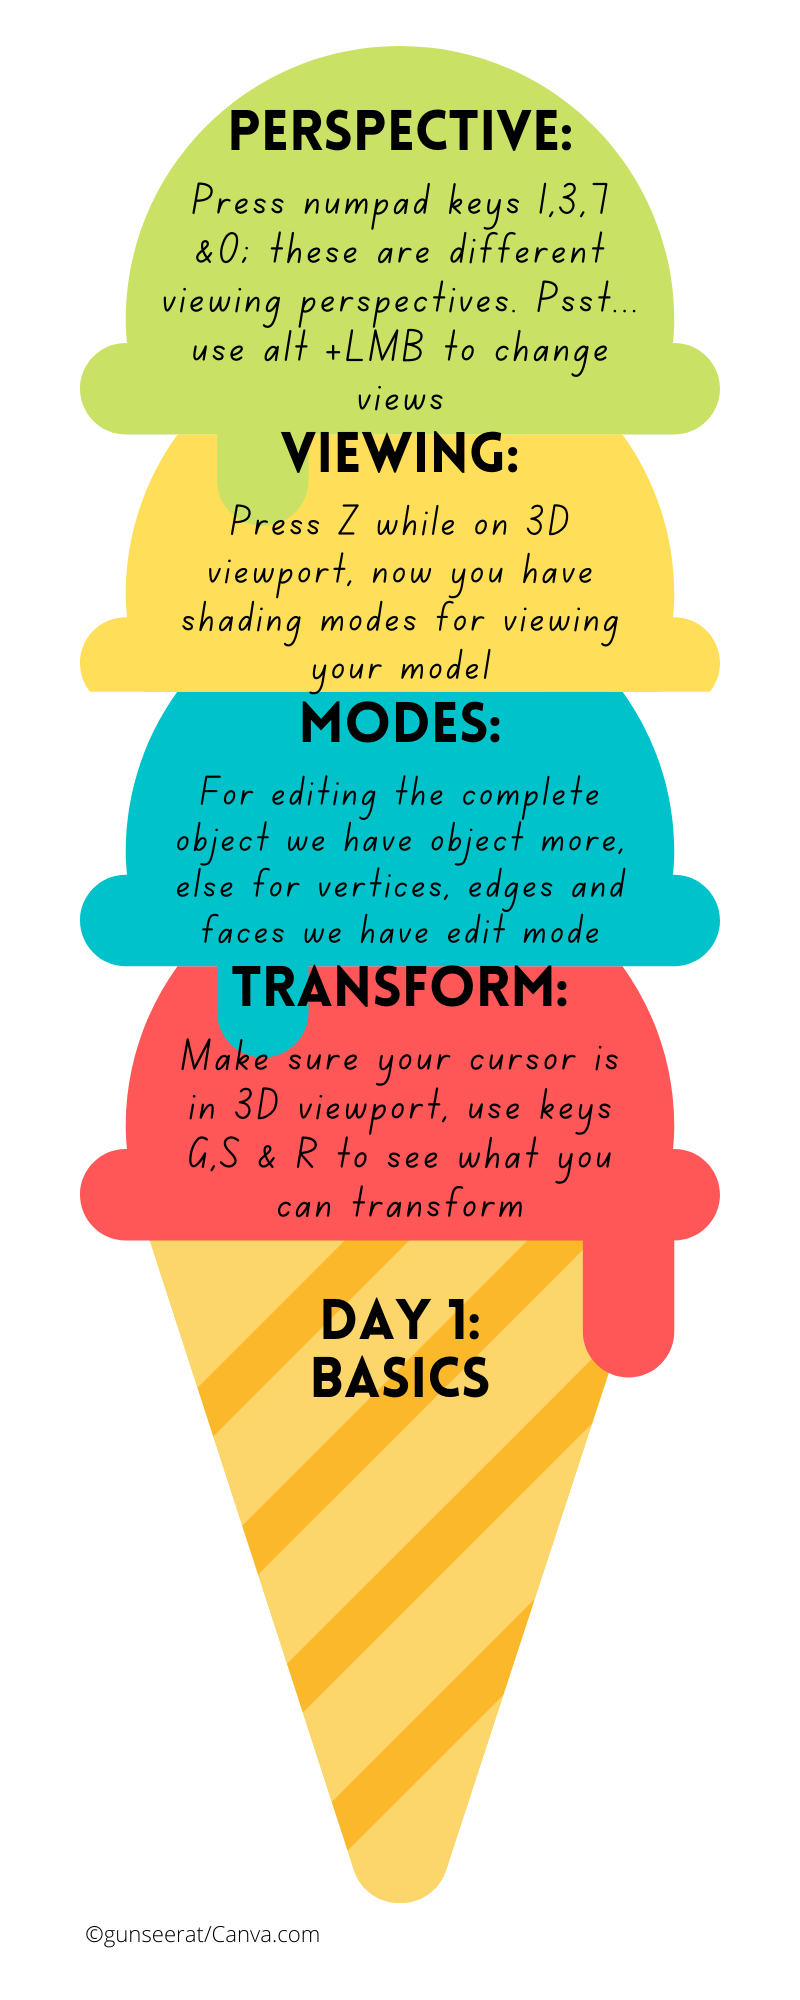 PERSPECTIVE:
Press numpad keys 1,3,7
&0; these are different
viewing perspectives. Psst...
use alt +LMB to change
views
VIEWING:
Press Z while on 3D
viewport, now you have
shading modes for viewing
your model
MODES:
For editing the complete
object we have object more,
else for vertices, edges and
faces we have edit mode
TRANSFORM:
Make sure your cursor is
in 3D viewport, use keys
G,S & R to see what you
can transform
DAY 1:
BASICS
©gunseerat/Canva.com